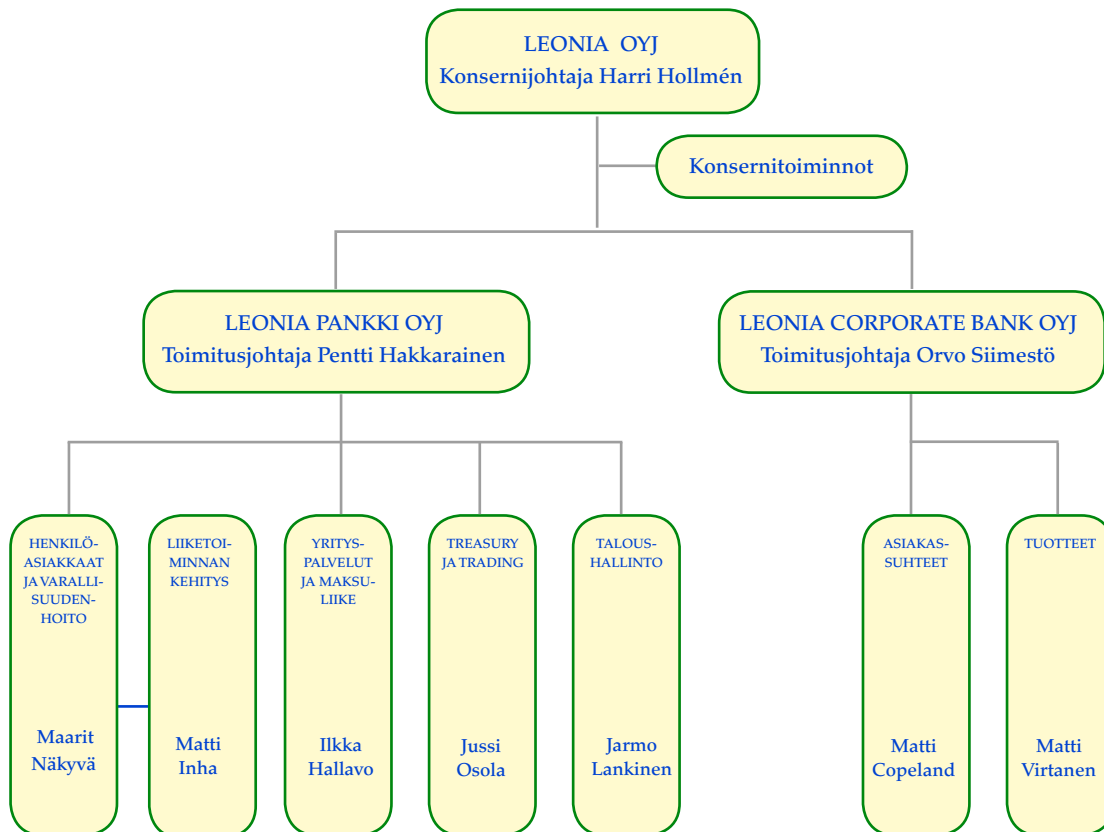 LEONIA OYJ
Konsernijohtaja Harri Hollmén
Konsernitoiminnot
LEONIA PANKKI OYJ
Toimitusjohtaja Pentti Hakkarainen
LEONIA CORPORATE BANK OYJ
Toimitusjohtaja Orvo Siimestö
HENKILÖ-
ASIAKKAAT
JA VARALLI-
SUUDEN-
HOITO
Maarit
Näkyvä
LIIKETOI-
MINNAN
KEHITYS
Matti
Inha
YRITYS-
PALVELUT
JA MAKSU-
LIIKE
Ilkka
Hallavo
TREASURY
JA TRADING
Jussi
Osola
TALOUS-
HALLINTO
Jarmo
Lankinen
ASIAKAS-
SUHTEET
Matti
Copeland
TUOTTEET
Matti
Virtanen